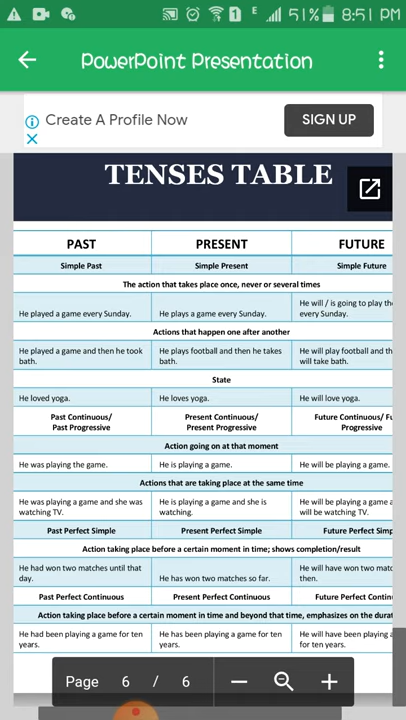 E 51% 8:51 PM
PowerPoint Presentation
Create A Profile Now
SIGN UP
TENSES TABLE
PAST PRESENT FUTURE
Simple Past Simple Present Simple Future
The action that takes place once, never or several times
He played a game every Sunday. He plays a game every Sunday. He will / is going to play the
every Sunday.
Actions that happen one after another
He played a game and then he took He plays football and then he takes He will play football and th
bath. bath. will take bath.
State
He loved yoga. He loves yoga. He will love yoga.
Past Continuous/ Present Continuous/ Future Continuous/ Fu
Past Progressive Present Progressive Progressive
Action going on at that moment
He was playing the game. He is playing a game. He will be playing a game.
Actions that are taking place at the same time
He was playing a game and she was He is playing a game and she is He will be playing a game a
watching TV. watching. will be watching TV.
Past Perfect Simple Present Perfect Simple Future Perfect Simp
Action taking place before a certain moment in time; shows completion/result
He had won two matches until that He will have won two matc
day. He has won two matches so far. then.
Past Perfect Continuous Present Perfect Continuous Future Perfect Contin
Action taking place before a certain moment in time and beyond that time, emphasizes on the durat
He had been playing a game for ten He has been playing a game for ten He will have been playing a
years. years. for ten years.
Page 6 / 6